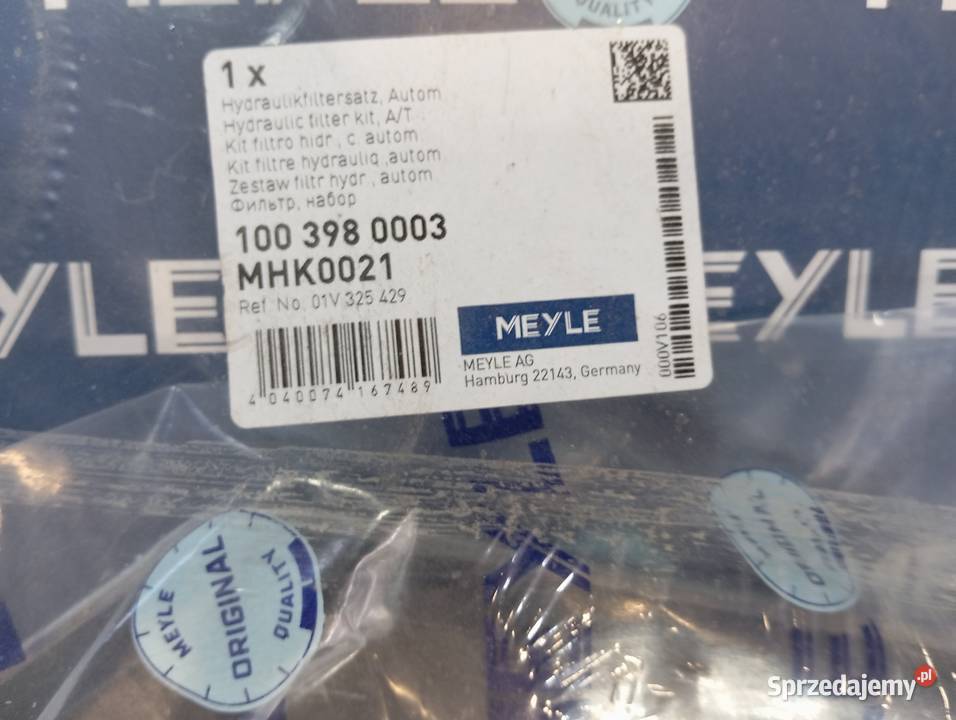 QUALITY
1 x
Hydraulikfiltersatz, Autom
Hydraulic filter kit, A/T
Kit filtro hidr., c. autom
Kit filtre hydrauliq.,autom
Zestaw filtr hydr., autom
Фильтр, набор
100 398 0003
MHK0021
Ref. No. 01V 325 429
4 040074 167489
MEYLE
MEYLE AG
Hamburg 22143, Germany
000V106
MEYLE
ORIGINAL
QUALITY
Sprzedajemy.pl